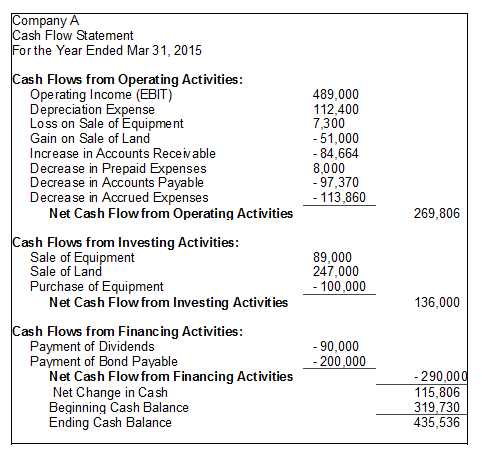 Company A
Cash Flow Statement
For the Year Ended Mar 31, 2015
Cash Flows from Operating Activities:
Operating Income (EBIT) 489,000
Depreciation Expense 112,400
Loss on Sale of Equipment 7,300
Gain on Sale of Land - 51,000
Increase in Accounts Receivable - 84,664
Decrease in Prepaid Expenses 8,000
Decrease in Accounts Payable - 97,370
Decrease in Accrued Expenses - 113,860
Net Cash Flow from Operating Activities 269,806
Cash Flows from Investing Activities:
Sale of Equipment 89,000
Sale of Land 247,000
Purchase of Equipment - 100,000
Net Cash Flow from Investing Activities 136,000
Cash Flows from Financing Activities:
Payment of Dividends - 90,000
Payment of Bond Payable - 200,000
Net Cash Flow from Financing Activities - 290,000
Net Change in Cash 115,806
Beginning Cash Balance 319,730
Ending Cash Balance 435,536